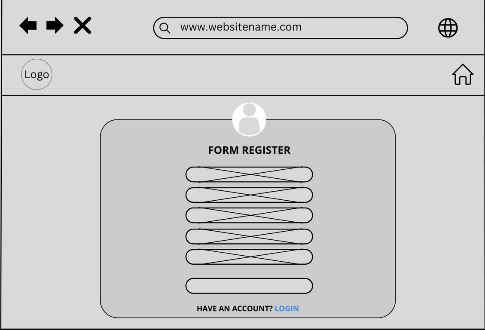 www.websitename.com
Logo
FORM REGISTER
HAVE AN ACCOUNT? LOGIN